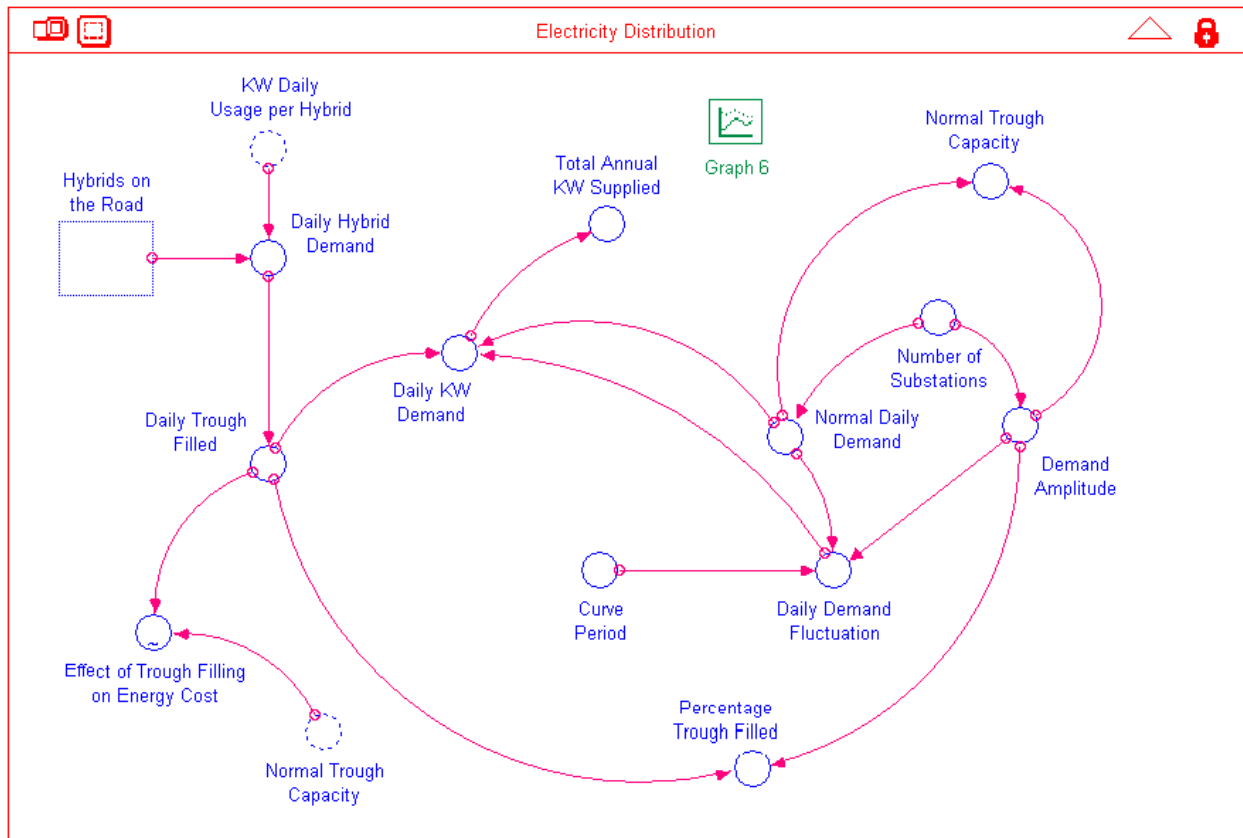 Electricity Distribution
KW Daily
Usage per Hybrid
Graph 6
Normal Trough
Capacity
Total Annual
KW Supplied
Hybrids on
the Road
Daily Hybrid
Demand
Number of
Substations
Daily KW
Demand
Normal Daily
Demand
Daily Trough
Filled
Demand
Amplitude
Curve
Period
Daily Demand
Fluctuation
Effect of Trough Filling
on Energy Cost
Percentage
Trough Filled
Normal Trough
Capacity